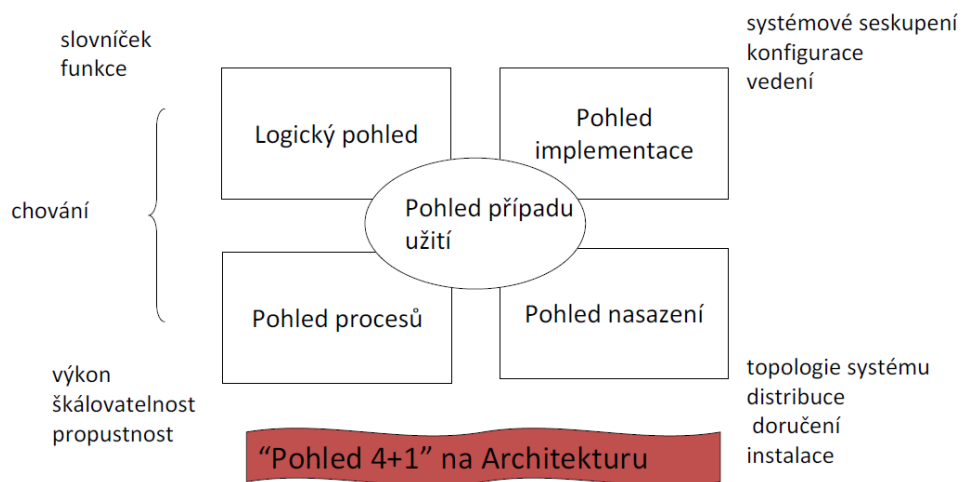 slovníček
funkce
systémové seskupení
konfigurace
vedení
Logický pohled
Pohled
implementace
chování
Pohled případu
užití
Pohled procesů
Pohled nasazení
výkon
škálovatelnost
propustnost
topologie systému
distribuce
doručení
instalace
“Pohled 4+1” na Architekturu